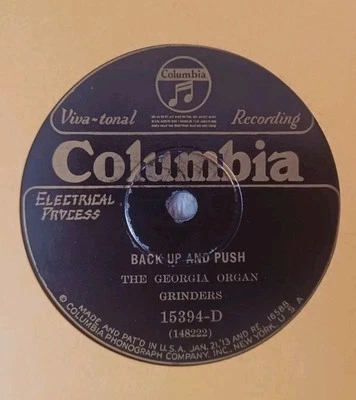 Columbia
Viva-tonal Recording
Columbia
ELECTRICAL
PROCESS
BACK UP AND PUSH
THE GEORGIA ORGAN
GRINDERS
15394-D
(148222)
MADE AND PAT'D IN U.S.A. JAN. 21,'13 AND RE. 16588
© COLUMBIA PHONOGRAPH COMPANY, INC., NEW YORK, U S A